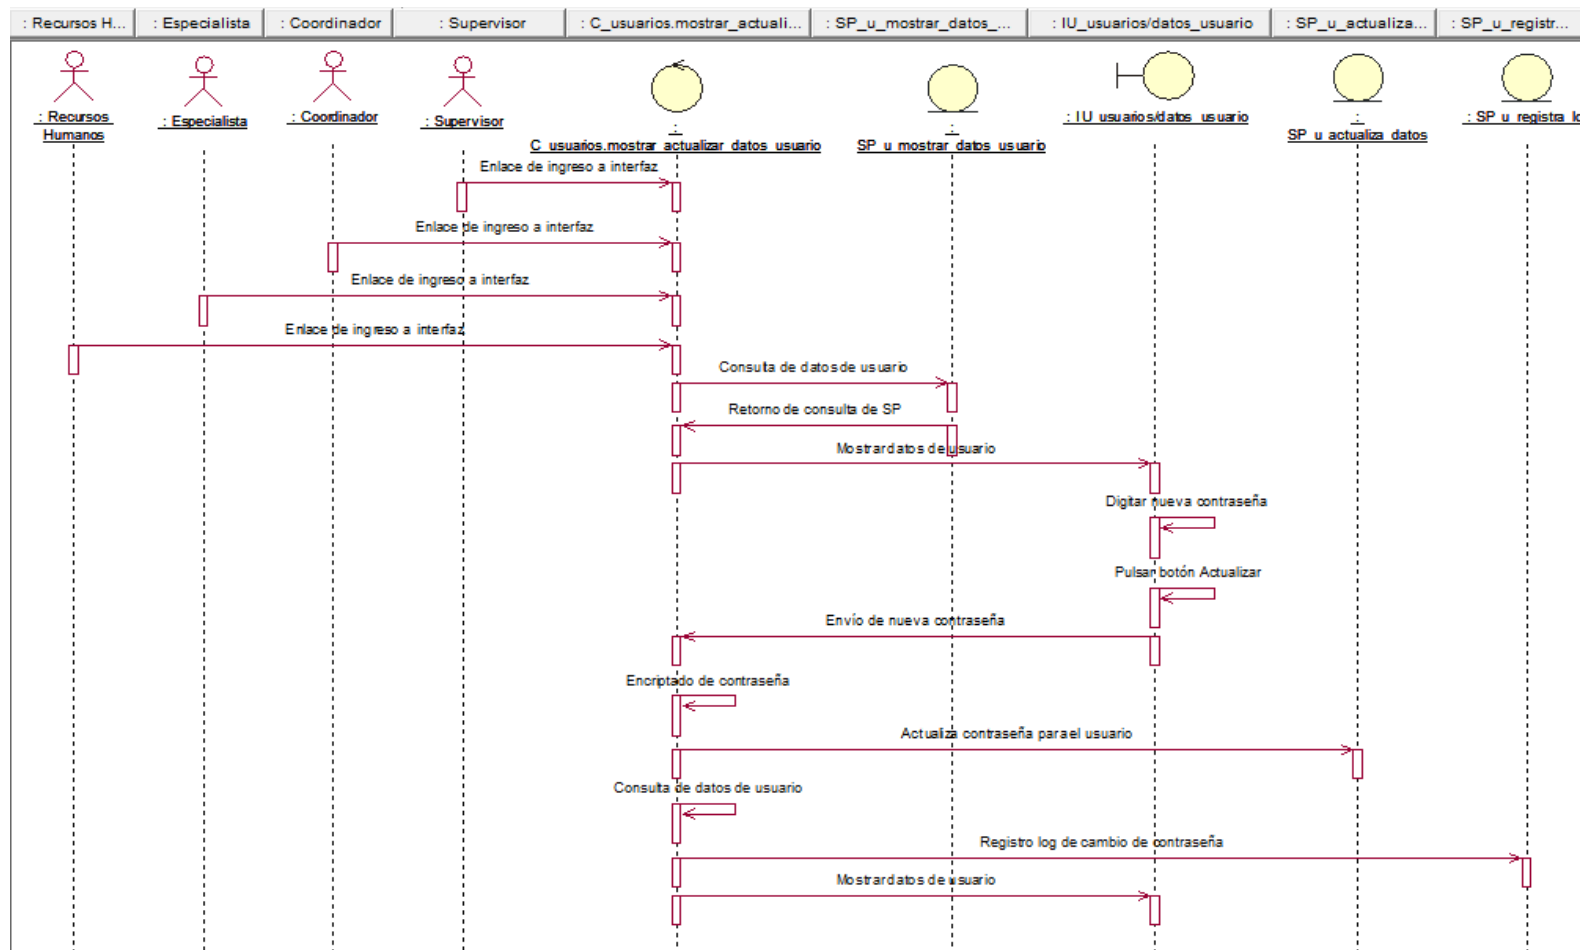 : Recursos H...
: Especialista
: Coordinador
: Supervisor
: C_usuarios.mostrar_actuali...
: SP_u_mostrar_datos_...
: IU_usuarios/datos_usuario
: SP_u_actualiza...
: SP_u_registr...
: Recursos
Humanos
: Especialista
: Coordinador
: Supervisor
:
C_usuarios.mostrar_actualizar_datos_usuario
:
SP_u_mostrar_datos_usuario
: IU_usuarios/datos_usuario
:
SP_u_actualiza_datos
: SP_u_registra_lo
Enlace de ingreso a interfaz
Enlace de ingreso a interfaz
Enlace de ingreso a interfaz
Enlace de ingreso a interfaz
Consulta de datos de usuario
Retorno de consulta de SP
Mostrar datos de usuario
Digitar nueva contraseña
Pulsar botón Actualizar
Envío de nueva contraseña
Encriptado de contraseña
Actualiza contraseña para el usuario
Consulta de datos de usuario
Registro log de cambio de contraseña
Mostrar datos de usuario